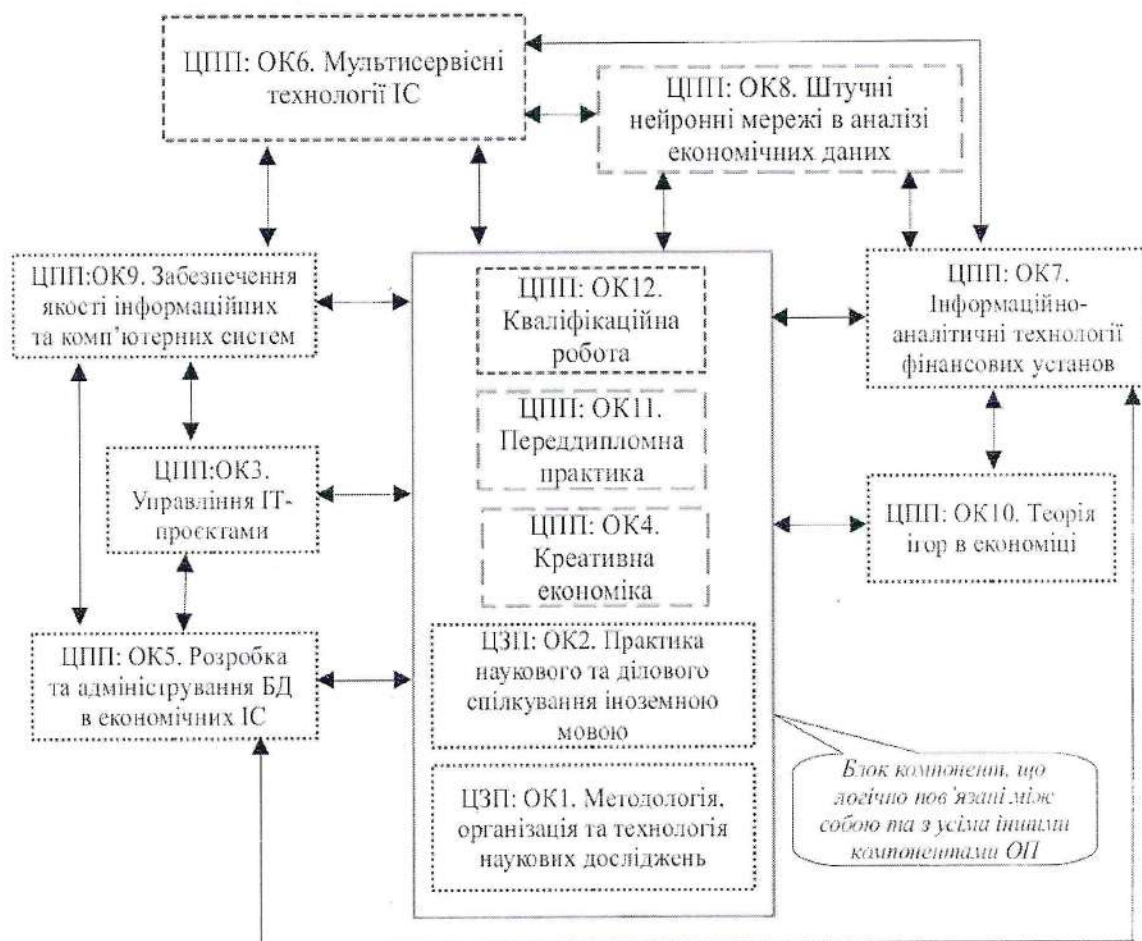 ЦПП: ОК6. Мультисервісні
технології ІС
ЦПП: ОК8. Штучні
нейронні мережі в аналізі
економічних даних
ЦПП:ОК9. Забезпечення
якості інформаційних
та комп’ютерних систем
ЦПП: ОК12.
Кваліфікаційна
робота
ЦПП: ОК7.
Інформаційно-
аналітичні технології
фінансових установ
ЦПП: ОК11.
Переддипломна
практика
ЦПП:ОК3.
Управління ІТ-
проєктами
ЦПП: ОК4.
Креативна
економіка
ЦПП: ОК10. Теорія
ігор в економіці
ЦПП: ОК5. Розробка
та адміністрування БД
в економічних ІС
ЦЗП: ОК2. Практика
наукового та ділового
спілкування іноземною
мовою
ЦЗП: ОК1. Методологія,
організація та технологія
наукових досліджень
Блок компонент, що
логічно пов’язані між
собою та з усіма іншими
компонентами ОП